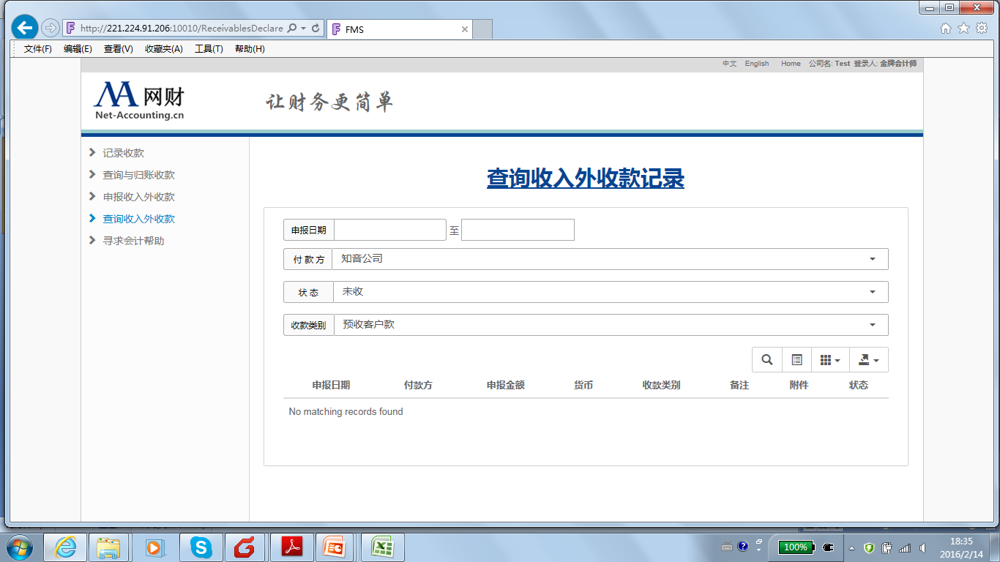 http://221.224.91.206:10010/ReceivablesDeclare
FMS
文件(F) 编辑(E) 查看(V) 收藏夹(A) 工具(T) 帮助(H)
中文 English Home 公司名: Test 登录人: 金牌会计师
网财
Net-Accounting.cn
让财务更简单
记录收款
查询与归账收款
申报收入外收款
查询收入外收款
寻求会计帮助
查询收入外收款记录
申报日期 至
付 款 方 知音公司
状 态 未收
收款类别 预收客户款
申报日期 付款方 申报金额 货币 收款类别 备注 附件 状态
No matching records found
100%
18:35
2016/2/14